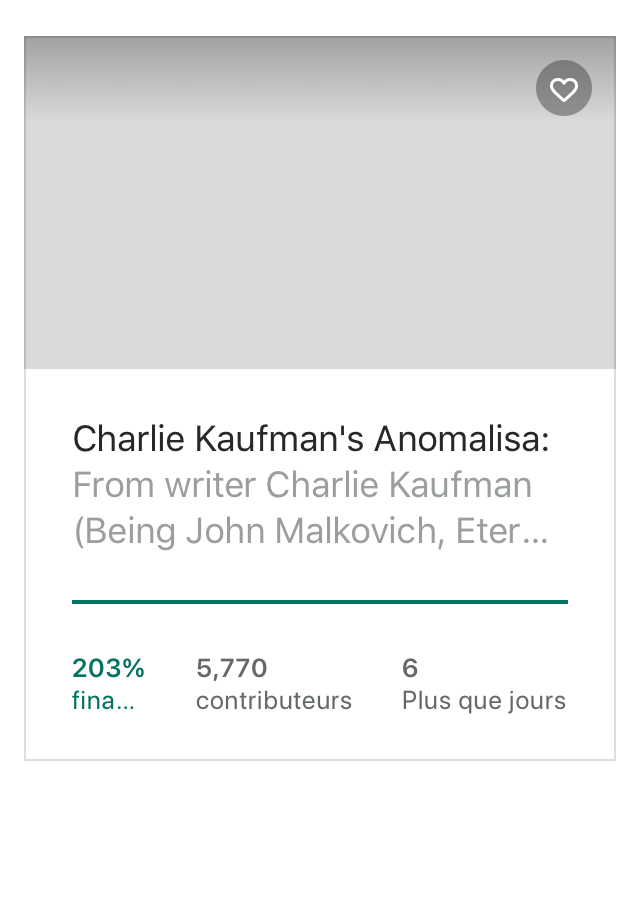 Charlie Kaufman's Anomalisa:
From writer Charlie Kaufman
(Being John Malkovich, Eter…
203%
fina…
5,770
contributeurs
6
Plus que jours